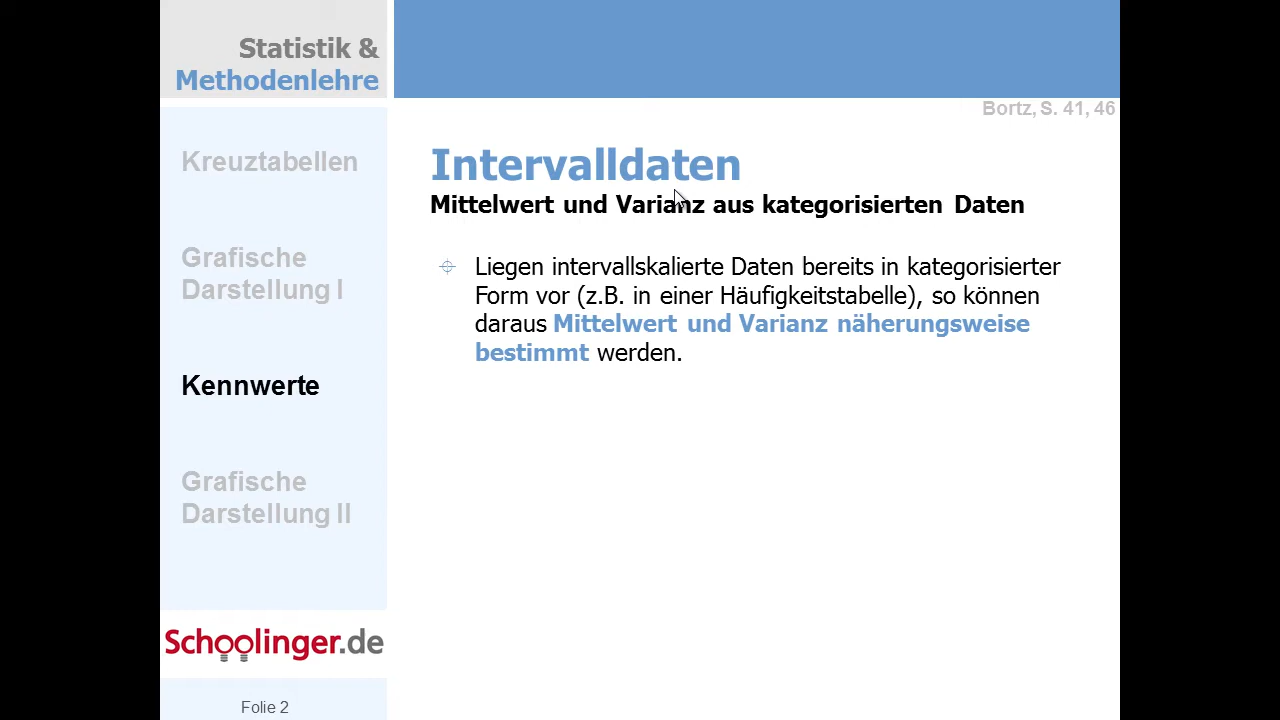 Statistik &
Methodenlehre
Bortz, S. 41, 46
Kreuztabellen
Grafische
Darstellung I
Kennwerte
Grafische
Darstellung II
Intervalldaten
Mittelwert und Varianz aus kategorisierten Daten
Liegen intervallskalierte Daten bereits in kategorisierter
Form vor (z.B. in einer Häufigkeitstabelle), so können
daraus Mittelwert und Varianz näherungsweise
bestimmt werden.
Schoolinger.de
Folie 2